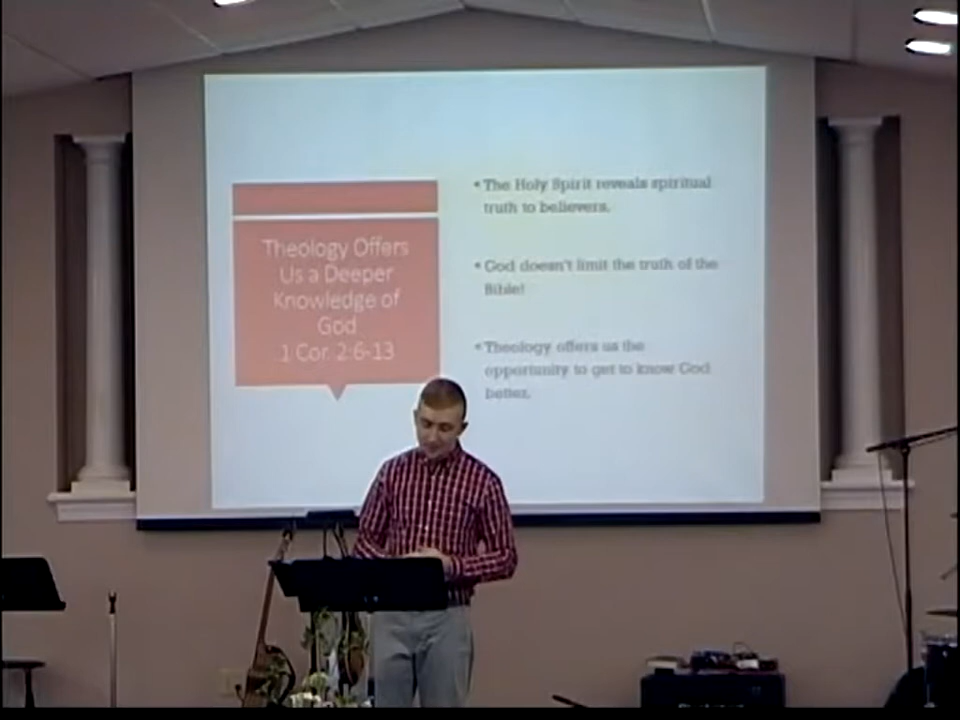 Theology Offers
Us a Deeper
Knowledge of
God
1 Cor. 2:6-13
• The Holy Spirit reveals spiritual
truth to believers.
• God doesn't limit the truth of the
Bible!
• Theology offers us the
opportunity to get to know God
better.